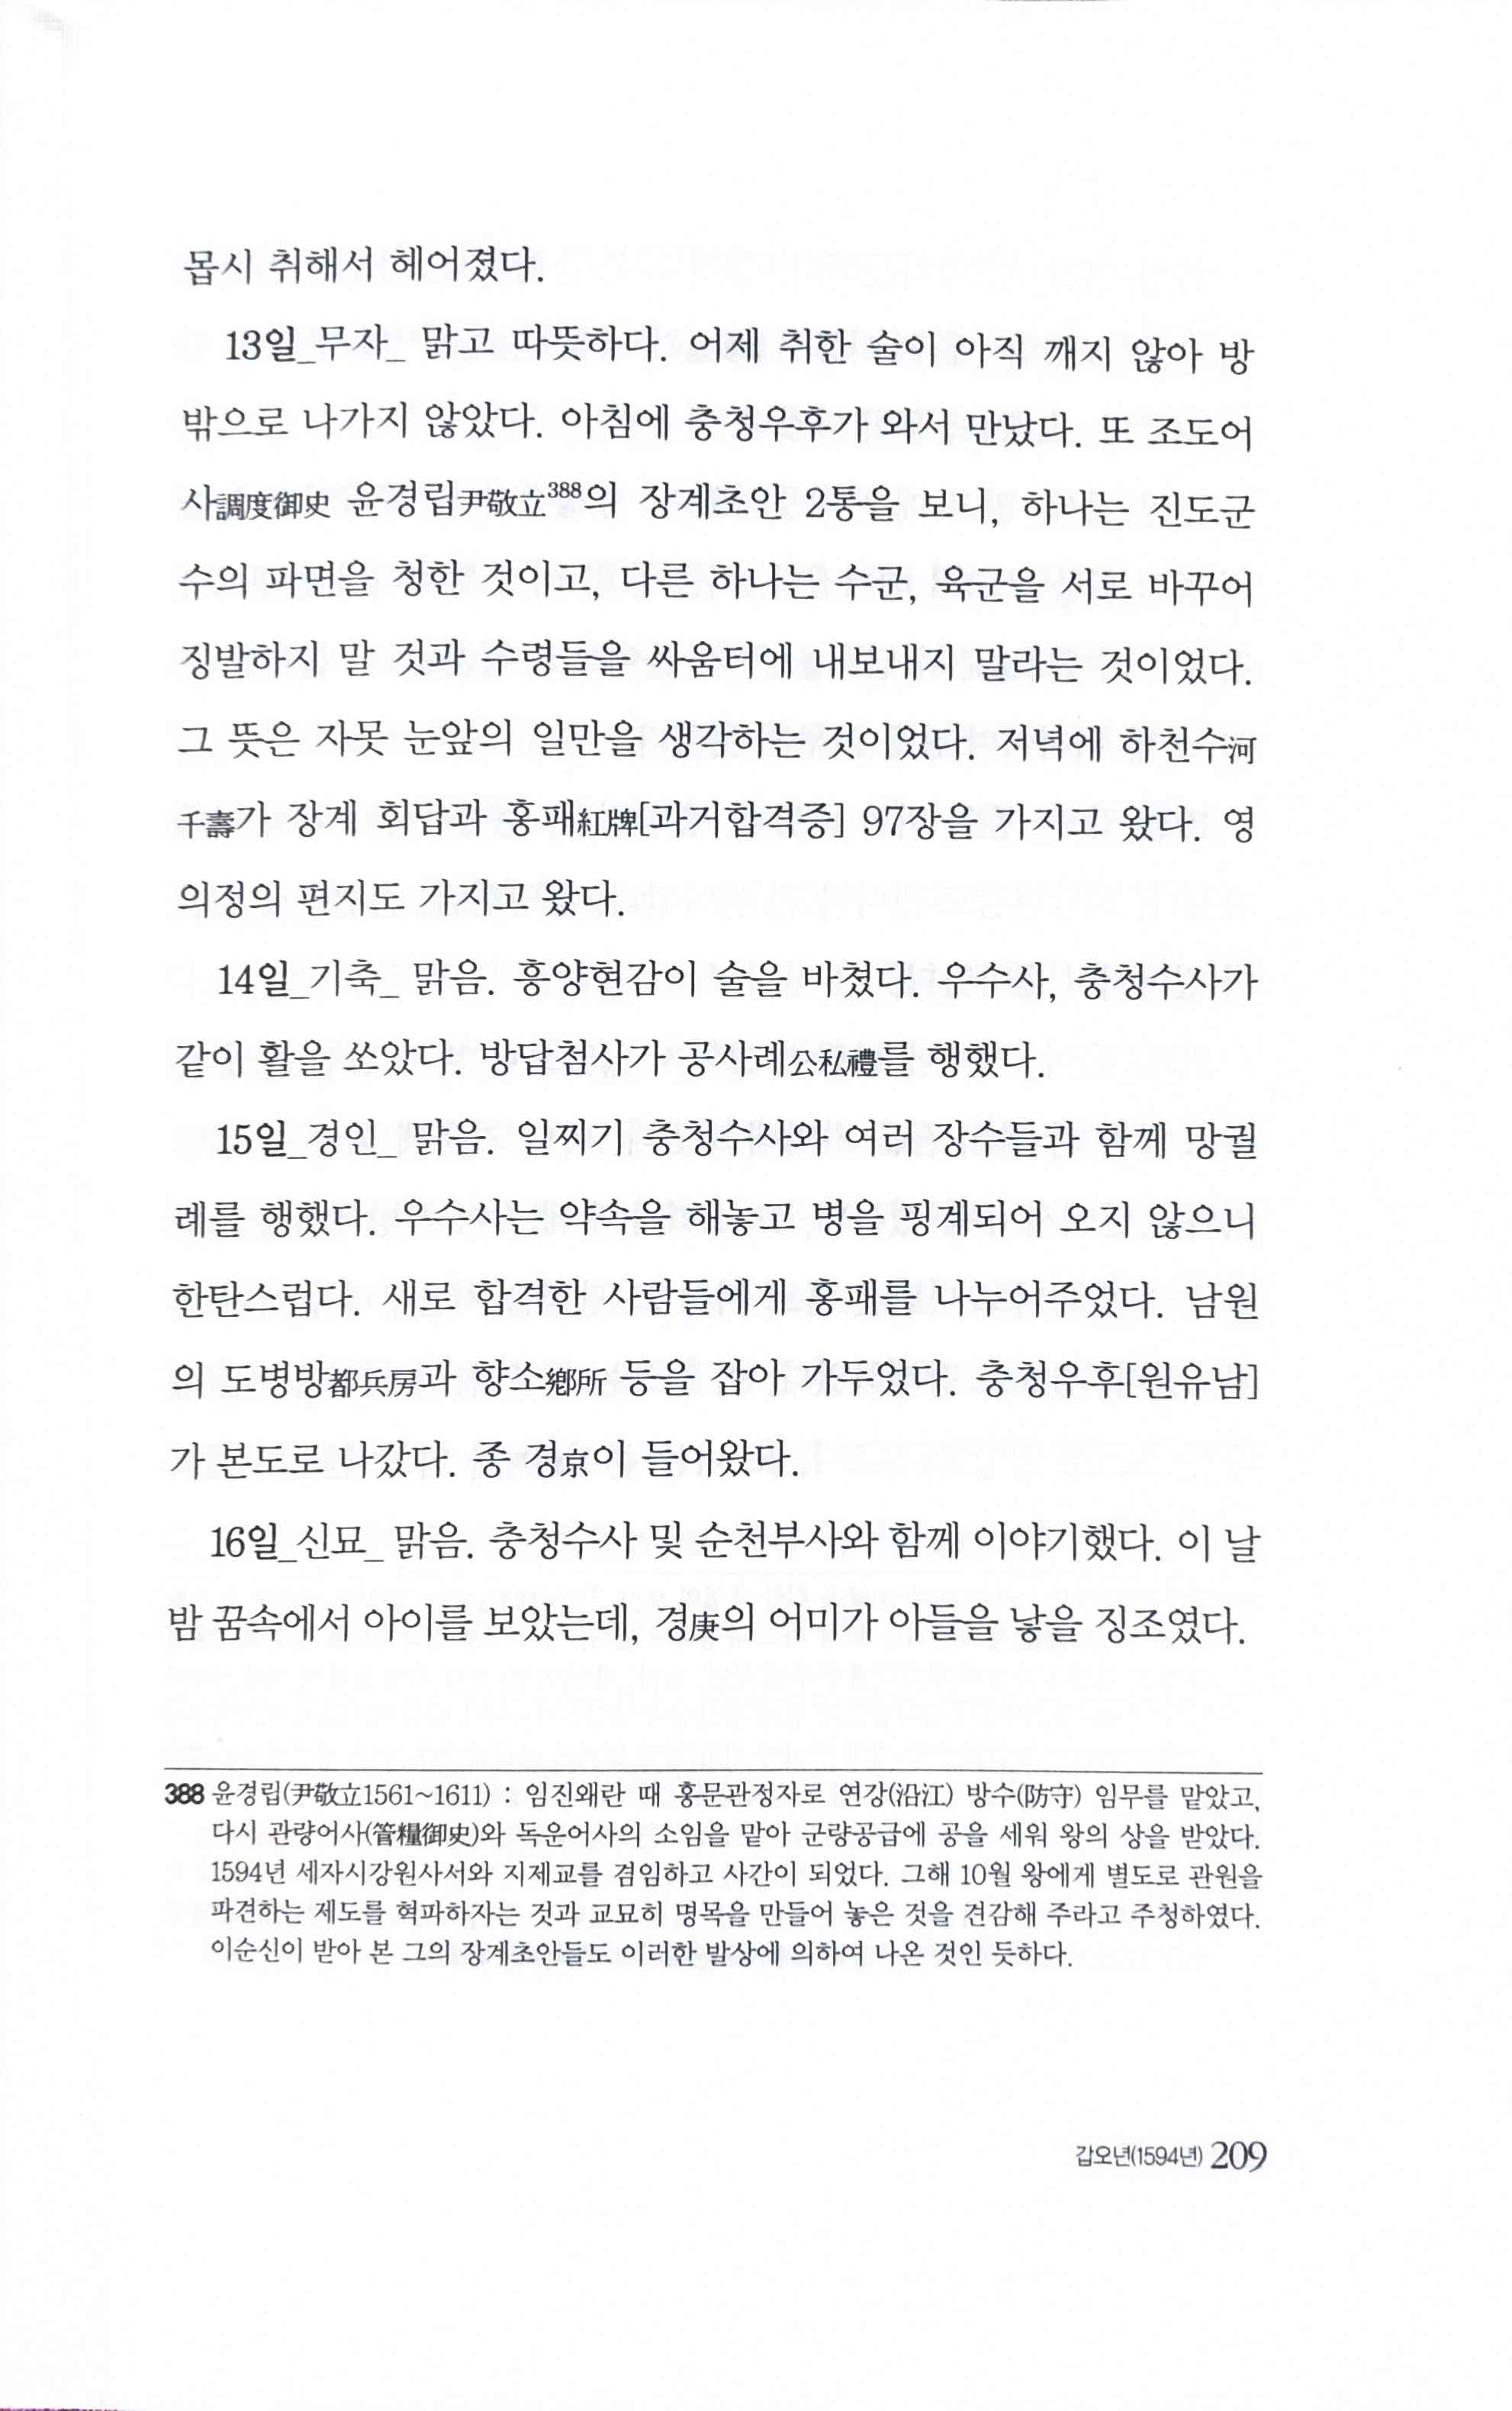 몹시 취해서 헤어졌다.
13일_무자_ 맑고 따뜻하다. 어제 취한 술이 아직 깨지 않아 방
밖으로 나가지 않았다. 아침에 충청우후가 와서 만났다. 또 조도어
사調度御史 윤경립尹敬立388의 장계초안 2통을 보니, 하나는 진도군
수의 파면을 청한 것이고, 다른 하나는 수군, 육군을 서로 바꾸어
징발하지 말 것과 수령들을 싸움터에 내보내지 말라는 것이었다.
그 뜻은 자못 눈앞의 일만을 생각하는 것이었다. 저녁에 하천수河
千壽가 장계 회답과 홍패紅牌[과거합격증] 97장을 가지고 왔다. 영
의정의 편지도 가지고 왔다.
14일_기축_ 맑음. 흥양현감이 술을 바쳤다. 우수사, 충청수사가
같이 활을 쏘았다. 방답첨사가 공사례公私禮를 행했다.
15일_경인_ 맑음. 일찌기 충청수사와 여러 장수들과 함께 망궐
례를 행했다. 우수사는 약속을 해놓고 병을 핑계되어 오지 않으니
한탄스럽다. 새로 합격한 사람들에게 홍패를 나누어주었다. 남원
의 도병방都兵房과 향소鄕所 등을 잡아 가두었다. 충청우후[원유남]
가 본도로 나갔다. 종 경京이 들어왔다.
16일_신묘_ 맑음. 충청수사 및 순천부사와 함께 이야기했다. 이 날
밤 꿈속에서 아이를 보았는데, 경庚의 어미가 아들을 낳을 징조였다.
388 윤경립(尹敬立1561~1611) : 임진왜란 때 홍문관정자로 연강(沿江) 방수(防守) 임무를 맡았고,
다시 관량어사(管糧御史)와 독운어사의 소임을 맡아 군량공급에 공을 세워 왕의 상을 받았다.
1594년 세자시강원사서와 지제교를 겸임하고 사간이 되었다. 그해 10월 왕에게 별도로 관원을
파견하는 제도를 혁파하자는 것과 교묘히 명목을 만들어 놓은 것을 견감해 주라고 주청하였다.
이순신이 받아 본 그의 장계초안들도 이러한 발상에 의하여 나온 것인 듯하다.
갑오년(1594년) 209